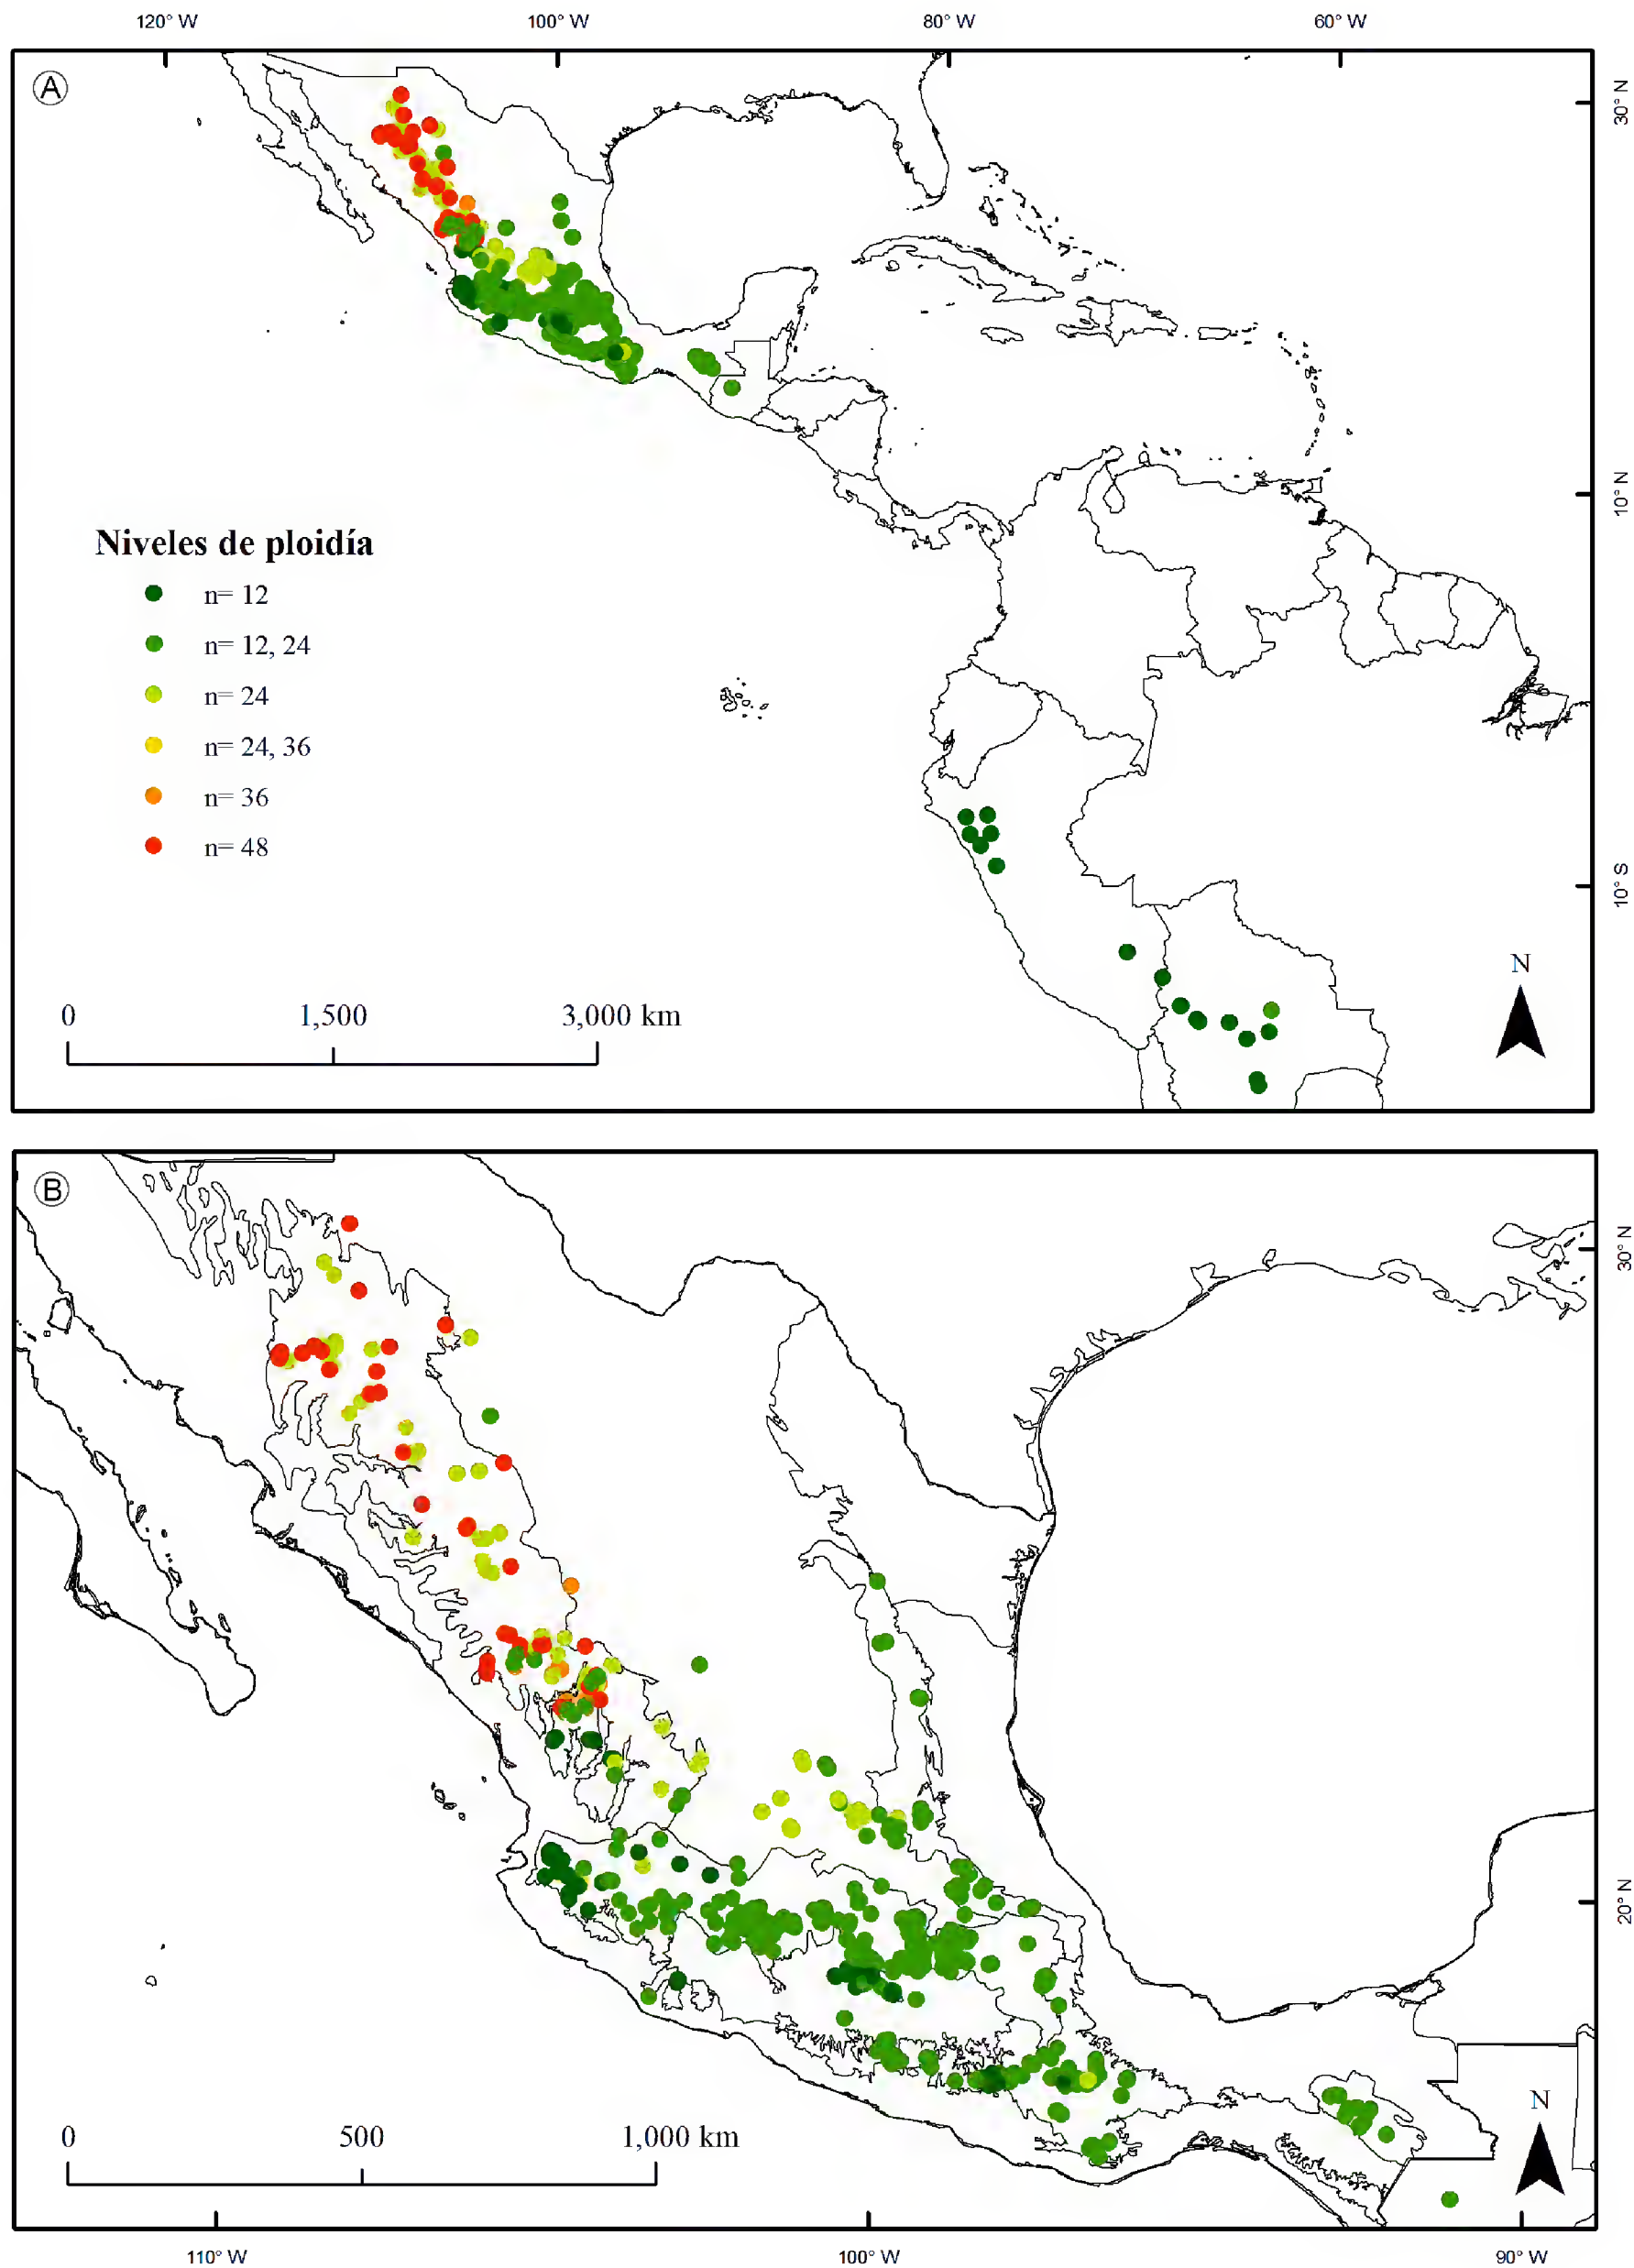 120° W 100° W 80° W 60° W
A
30° N
10° N
Niveles de ploidía
n= 12
n= 12, 24
n= 24
n= 24, 36
n= 36
n= 48
10° S
N
0 1,500 3,000 km
B
30° N
20° N
N
0 500 1,000 km
110° W 100° W 90° W